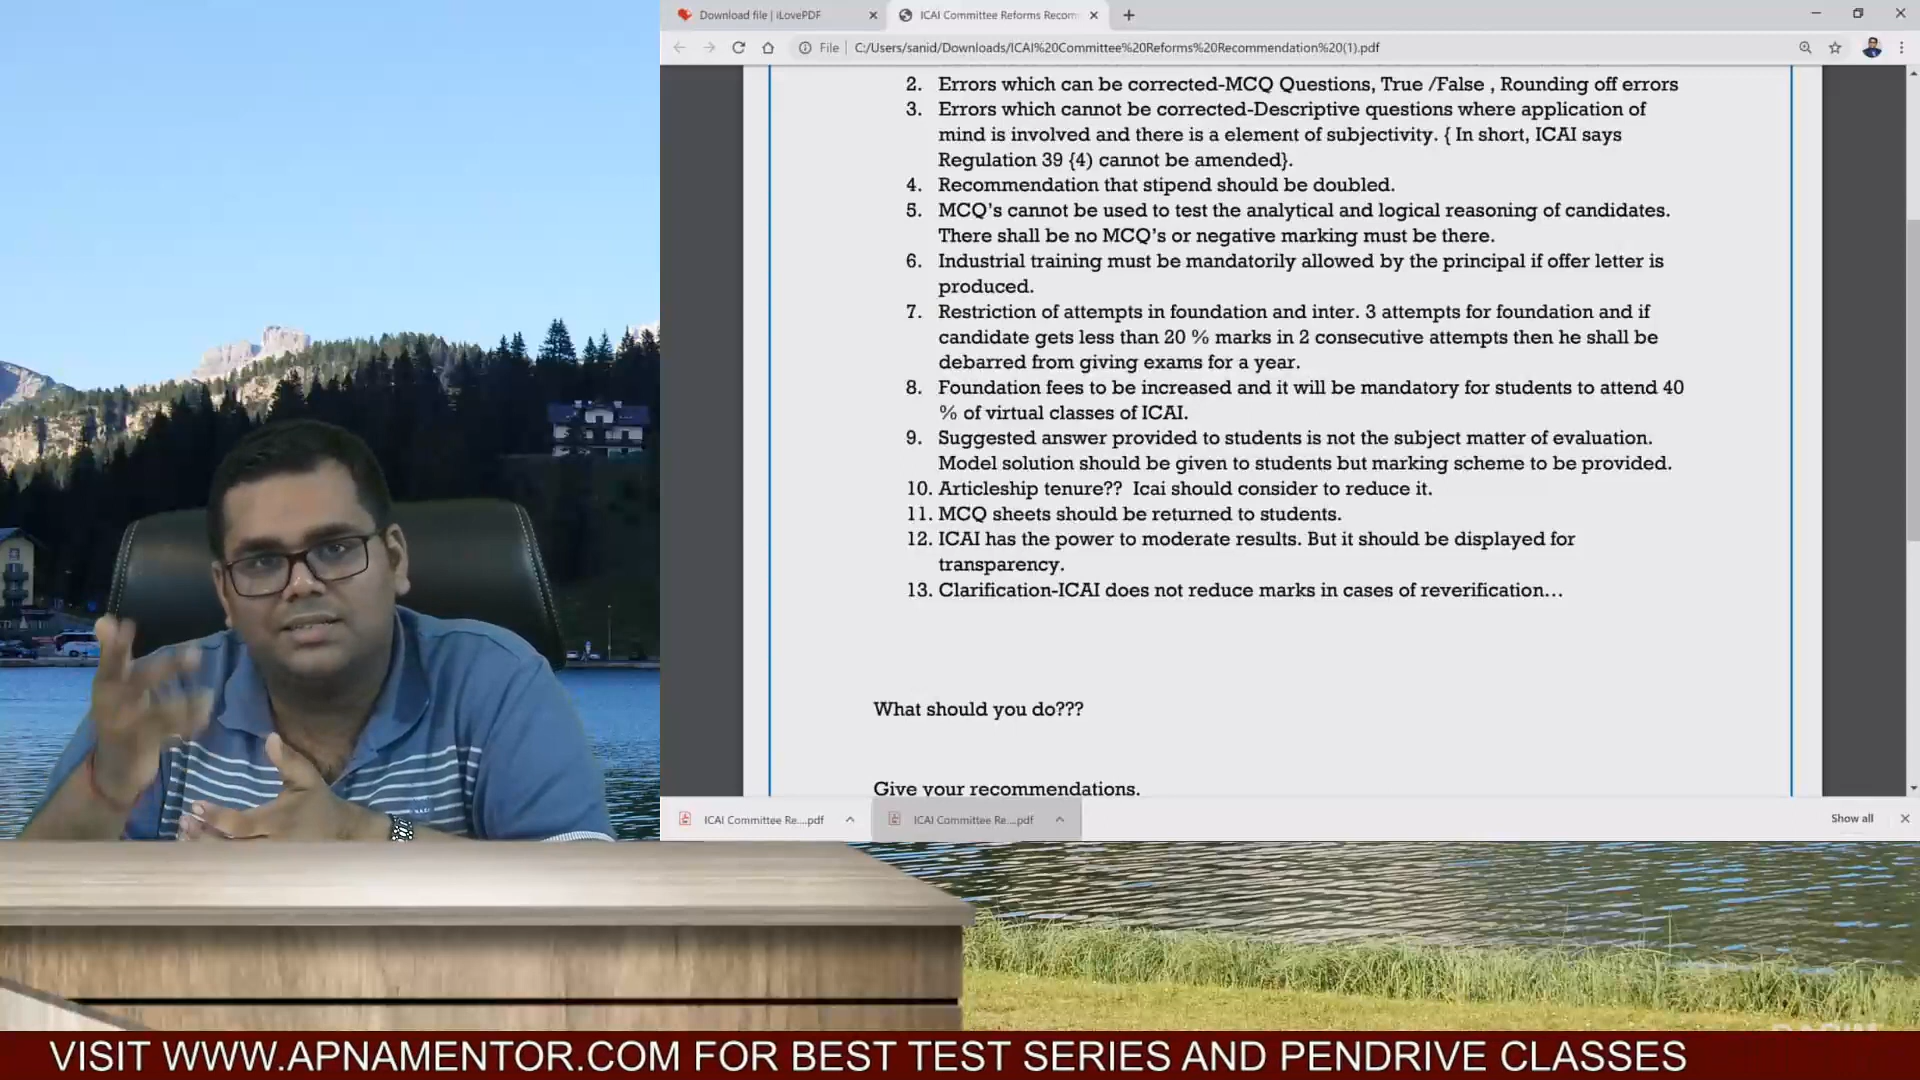 Download file | iLovePDF
ICAI Committee Reforms Recom
File
C:/Users/sanid/Downloads/ICAI%20Committee%20Reforms%20Recommendation%20(1).pdf
2. Errors which can be corrected-MCQ Questions, True /False , Rounding off errors
3. Errors which cannot be corrected-Descriptive questions where application of
mind is involved and there is a element of subjectivity. { In short, ICAI says
Regulation 39 {4) cannot be amended}.
4. Recommendation that stipend should be doubled.
5. MCQ's cannot be used to test the analytical and logical reasoning of candidates.
There shall be no MCQ's or negative marking must be there.
6. Industrial training must be mandatorily allowed by the principal if offer letter is
produced.
7. Restriction of attempts in foundation and inter. 3 attempts for foundation and if
candidate gets less than 20 % marks in 2 consecutive attempts then he shall be
debarred from giving exams for a year.
8. Foundation fees to be increased and it will be mandatory for students to attend 40
% of virtual classes of ICAI.
9. Suggested answer provided to students is not the subject matter of evaluation.
Model solution should be given to students but marking scheme to be provided.
10. Articleship tenure?? Icai should consider to reduce it.
11. MCQ sheets should be returned to students.
12. ICAI has the power to moderate results. But it should be displayed for
transparency.
13. Clarification-ICAI does not reduce marks in cases of reverification...
What should you do???
Give your recommendations.
ICAI Committee Re....pdf
ICAI Committee Re....pdf
Show all
VISIT WWW.APNAMENTOR.COM FOR BEST TEST SERIES AND PENDRIVE CLASSES